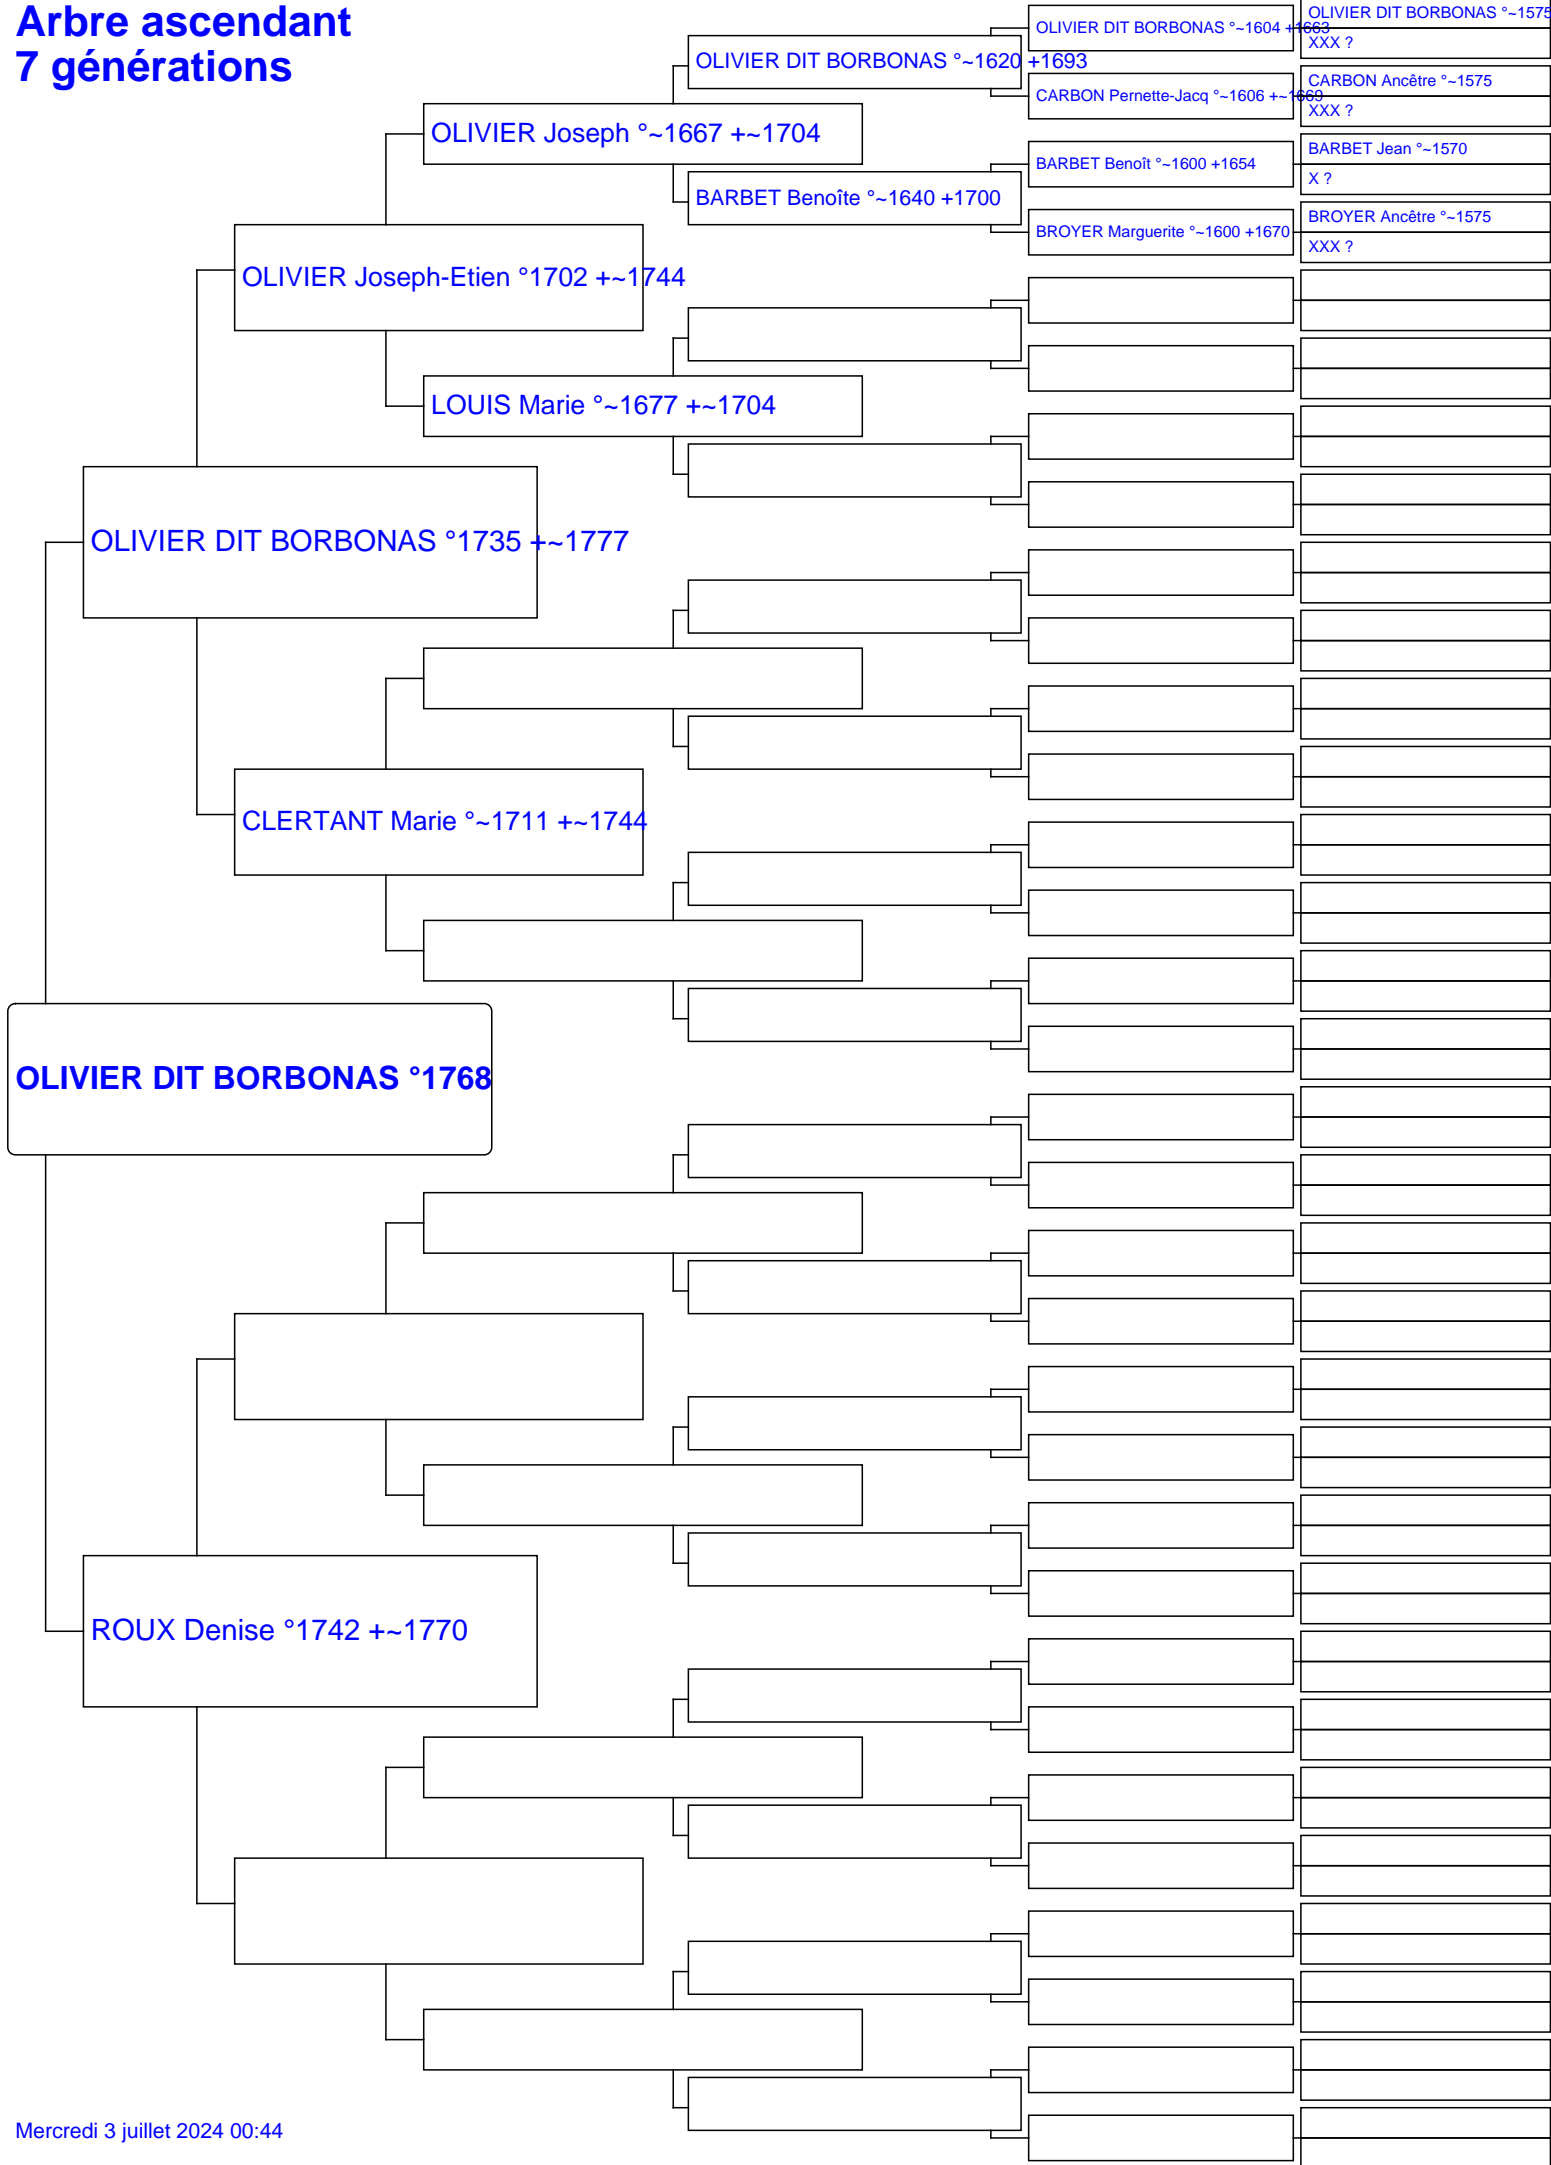 Arbre ascendant
7 générations
OLIVIER DIT BORBONAS °~1575
XXX ?
OLIVIER DIT BORBONAS °~1604 +1663
OLIVIER DIT BORBONAS °~1620 +1693
CARBON Ancêtre °~1575
CARBON Pernette-Jacq °~1606 +~1669
XXX ?
OLIVIER Joseph °~1667 +~1704
BARBET Jean °~1570
BARBET Benoît °~1600 +1654
X ?
BARBET Benoîte °~1640 +1700
BROYER Ancêtre °~1575
BROYER Marguerite °~1600 +1670
XXX ?
OLIVIER Joseph-Etien °1702 +~1744
LOUIS Marie °~1677 +~1704
OLIVIER DIT BORBONAS °1735 +~1777
CLERTANT Marie °~1711 +~1744
OLIVIER DIT BORBONAS °1768
ROUX Denise °1742 +~1770
Mercredi 3 juillet 2024 00:44